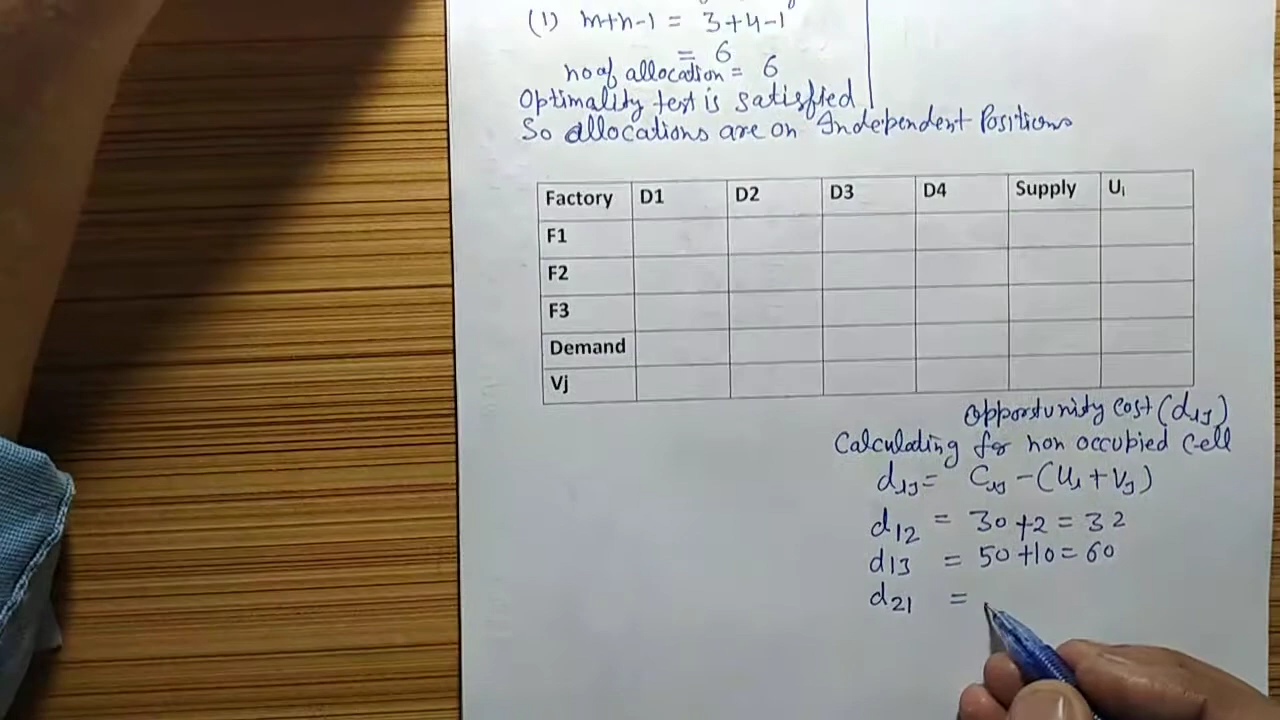 (1) m+n-1 = 3+4-1
= 6
no of allocation = 6
Optimality test is satisfied
So allocations are on Independent Positions
Factory D1 D2 D3 D4 Supply Ui
F1
F2
F3
Demand
Vj
Opportunity cost (dij)
Calculating for non occupied Cell
dij = Cij - (Ui + Vj)
d12 = 30+2 = 32
d13 = 50+10 = 60
d21 =